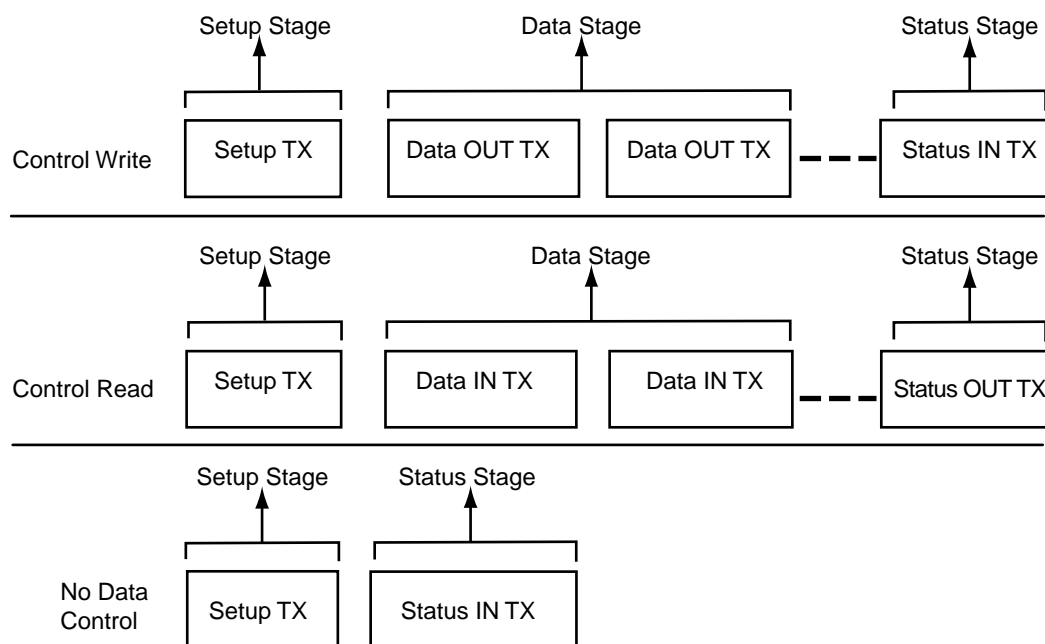 Setup Stage Data Stage Status Stage
Control Write Setup TX Data OUT TX Data OUT TX Status IN TX
Setup Stage Data Stage Status Stage
Control Read Setup TX Data IN TX Data IN TX Status OUT TX
Setup Stage Status Stage
No Data
Control Setup TX Status IN TX